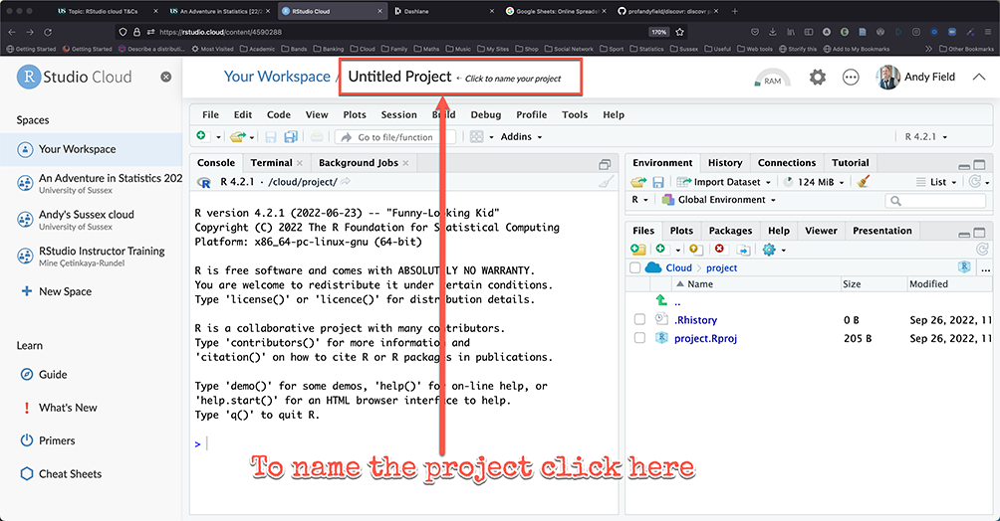 Topic: RStudio cloud T&Cs
An Adventure in Statistics [22/
RStudio Cloud
Dashlane
Google Sheets: Online Spreadsh
profandyfield/discovr: discovr p
https://rstudio.cloud/content/4590288
170%
Getting Started
Getting Started
Describe a distributi...
Most Visited
Academic
Bands
Banking
Cloud
Family
Maths
Music
My Sites
Shop
Social Network
Sport
Statistics
Sussex
Useful
Web tools
Storify this
Add to My Bookmarks
Other Bookmarks
R Studio Cloud
Your Workspace / Untitled Project ← Click to name your project
RAM
Andy Field
Spaces
Your Workspace
An Adventure in Statistics 202
University of Sussex
Andy's Sussex cloud
University of Sussex
RStudio Instructor Training
Mine Çetinkaya-Rundel
New Space
Learn
Guide
What's New
Primers
Cheat Sheets
File Edit Code View Plots Session Build Debug Profile Tools Help
Go to file/function
Addins
R 4.2.1
Console Terminal Background Jobs
R 4.2.1 · /cloud/project/
R version 4.2.1 (2022-06-23) -- "Funny-Looking Kid"
Copyright (C) 2022 The R Foundation for Statistical Computing
Platform: x86_64-pc-linux-gnu (64-bit)
R is free software and comes with ABSOLUTELY NO WARRANTY.
You are welcome to redistribute it under certain conditions.
Type 'license()' or 'licence()' for distribution details.
R is a collaborative project with many contributors.
Type 'contributors()' for more information and
'citation()' on how to cite R or R packages in publications.
Type 'demo()' for some demos, 'help()' for on-line help, or
'help.start()' for an HTML browser interface to help.
Type 'q()' to quit R.
>
To name the project click here
Environment History Connections Tutorial
Import Dataset
124 MiB
List
R
Global Environment
Files Plots Packages Help Viewer Presentation
Cloud > project
R
...
Name Size Modified
..
.Rhistory 0 B Sep 26, 2022, 11
project.Rproj 205 B Sep 26, 2022, 11